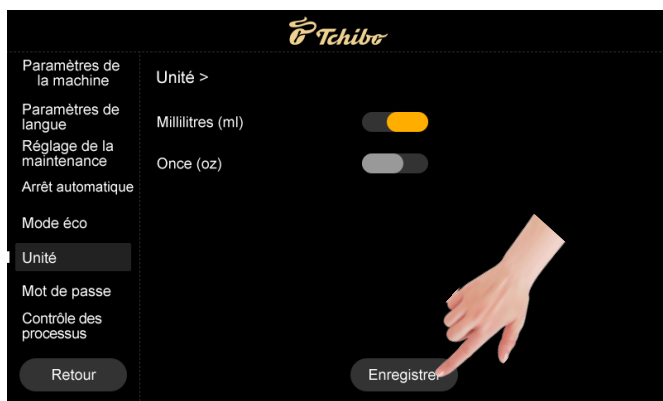 Tchibo
Paramètres de
la machine
Paramètres de
langue
Réglage de la
maintenance
Arrêt automatique
Mode éco
Unité
Mot de passe
Contrôle des
processus
Retour
Unité >
Millilitres (ml)
Once (oz)
Enregistrer